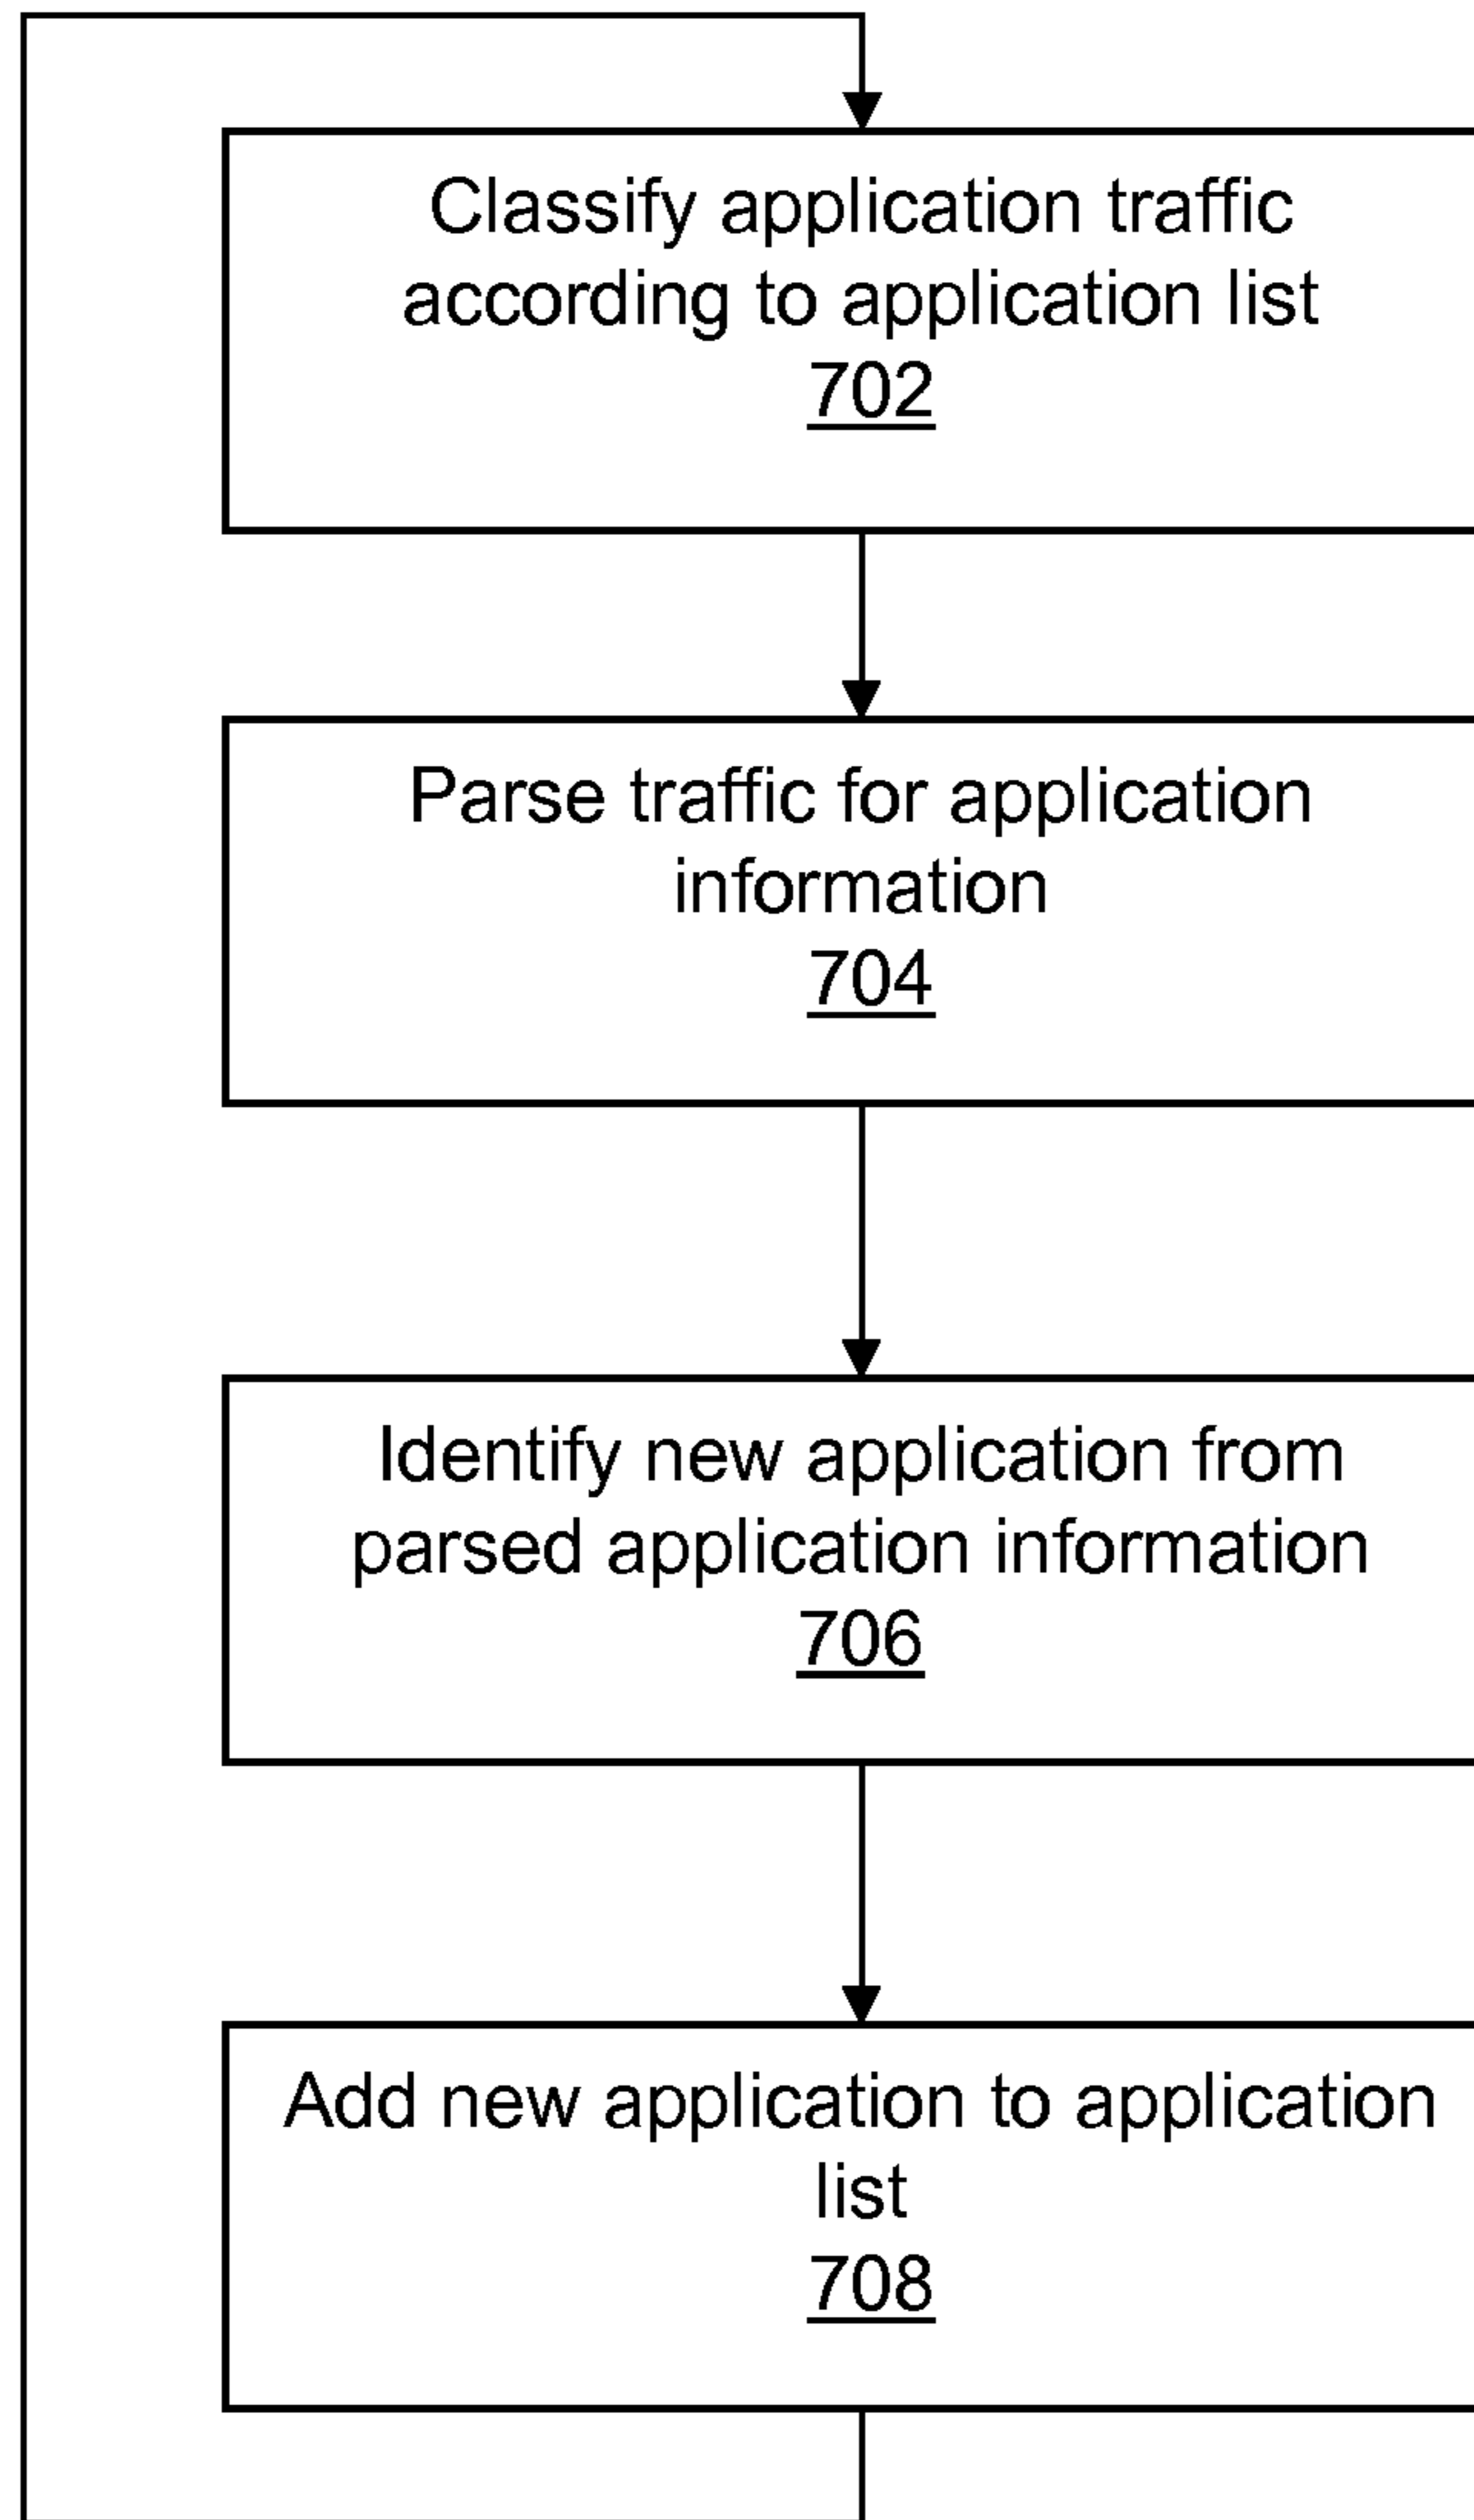 Classify application traffic
according to application list
702
Parse traffic for application
information
704
Identify new application from
parsed application information
706
Add new application to application
list
708